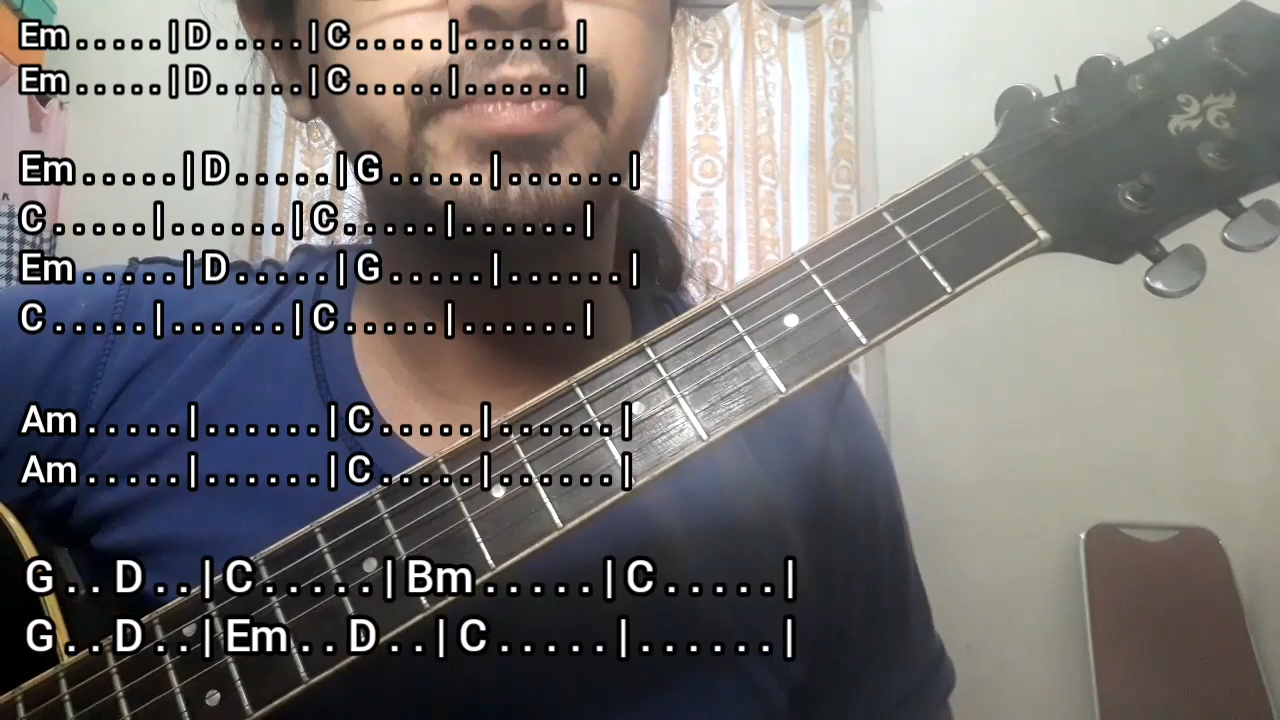 Em.....|D.....|C.....|......|
Em.....|D.....|C.....|......|
Em.....|D.....|G.....|......|
C.....|......|C.....|......|
Em.....|D.....|G.....|......|
C.....|......|C.....|......|
Am.....|......|C.....|......|
Am.....|......|C.....|......|
G..D..|C.....|Bm.....|C.....|
G..D..|Em..D..|C.....|......|